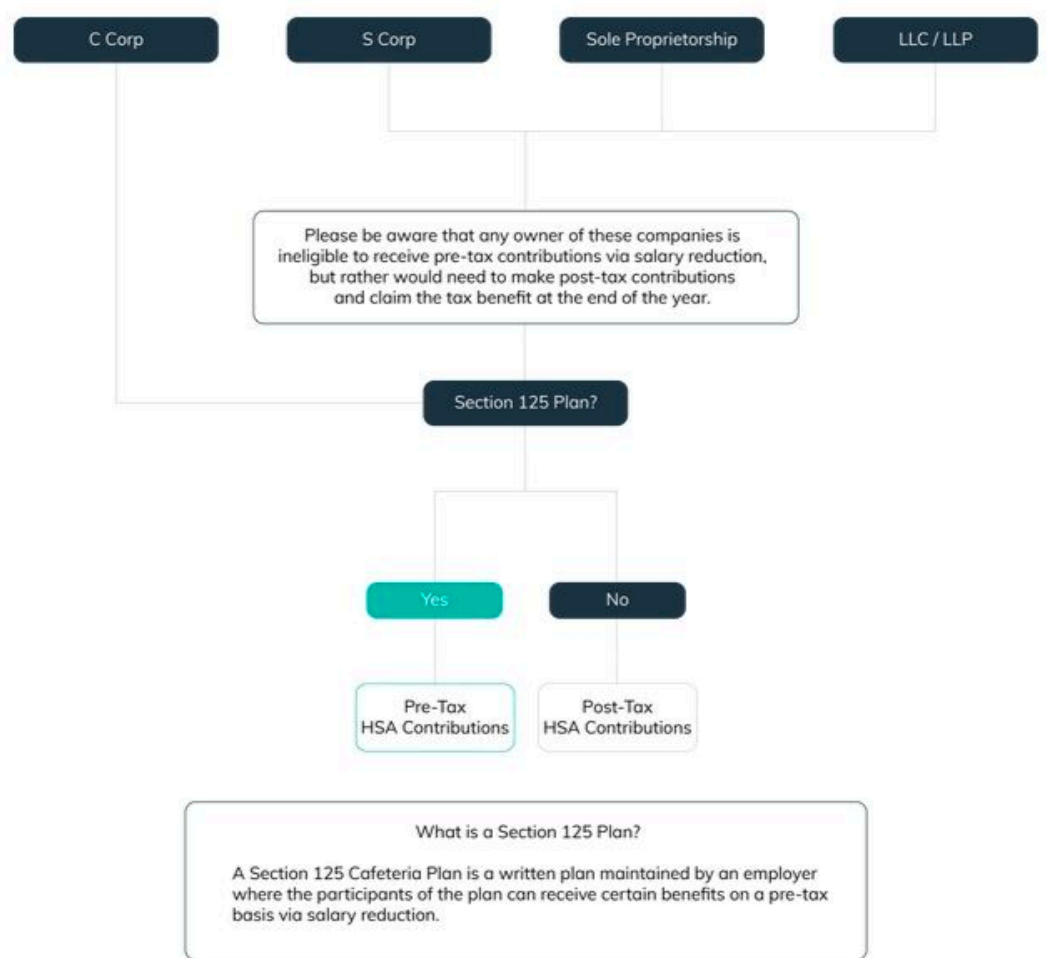 C Corp
S Corp
Sole Proprietorship
LLC / LLP
Please be aware that any owner of these companies is
ineligible to receive pre-tax contributions via salary reduction,
but rather would need to make post-tax contributions
and claim the tax benefit at the end of the year.
Section 125 Plan?
Yes
No
Pre-Tax
HSA Contributions
Post-Tax
HSA Contributions
What is a Section 125 Plan?
A Section 125 Cafeteria Plan is a written plan maintained by an employer
where the participants of the plan can receive certain benefits on a pre-tax
basis via salary reduction.